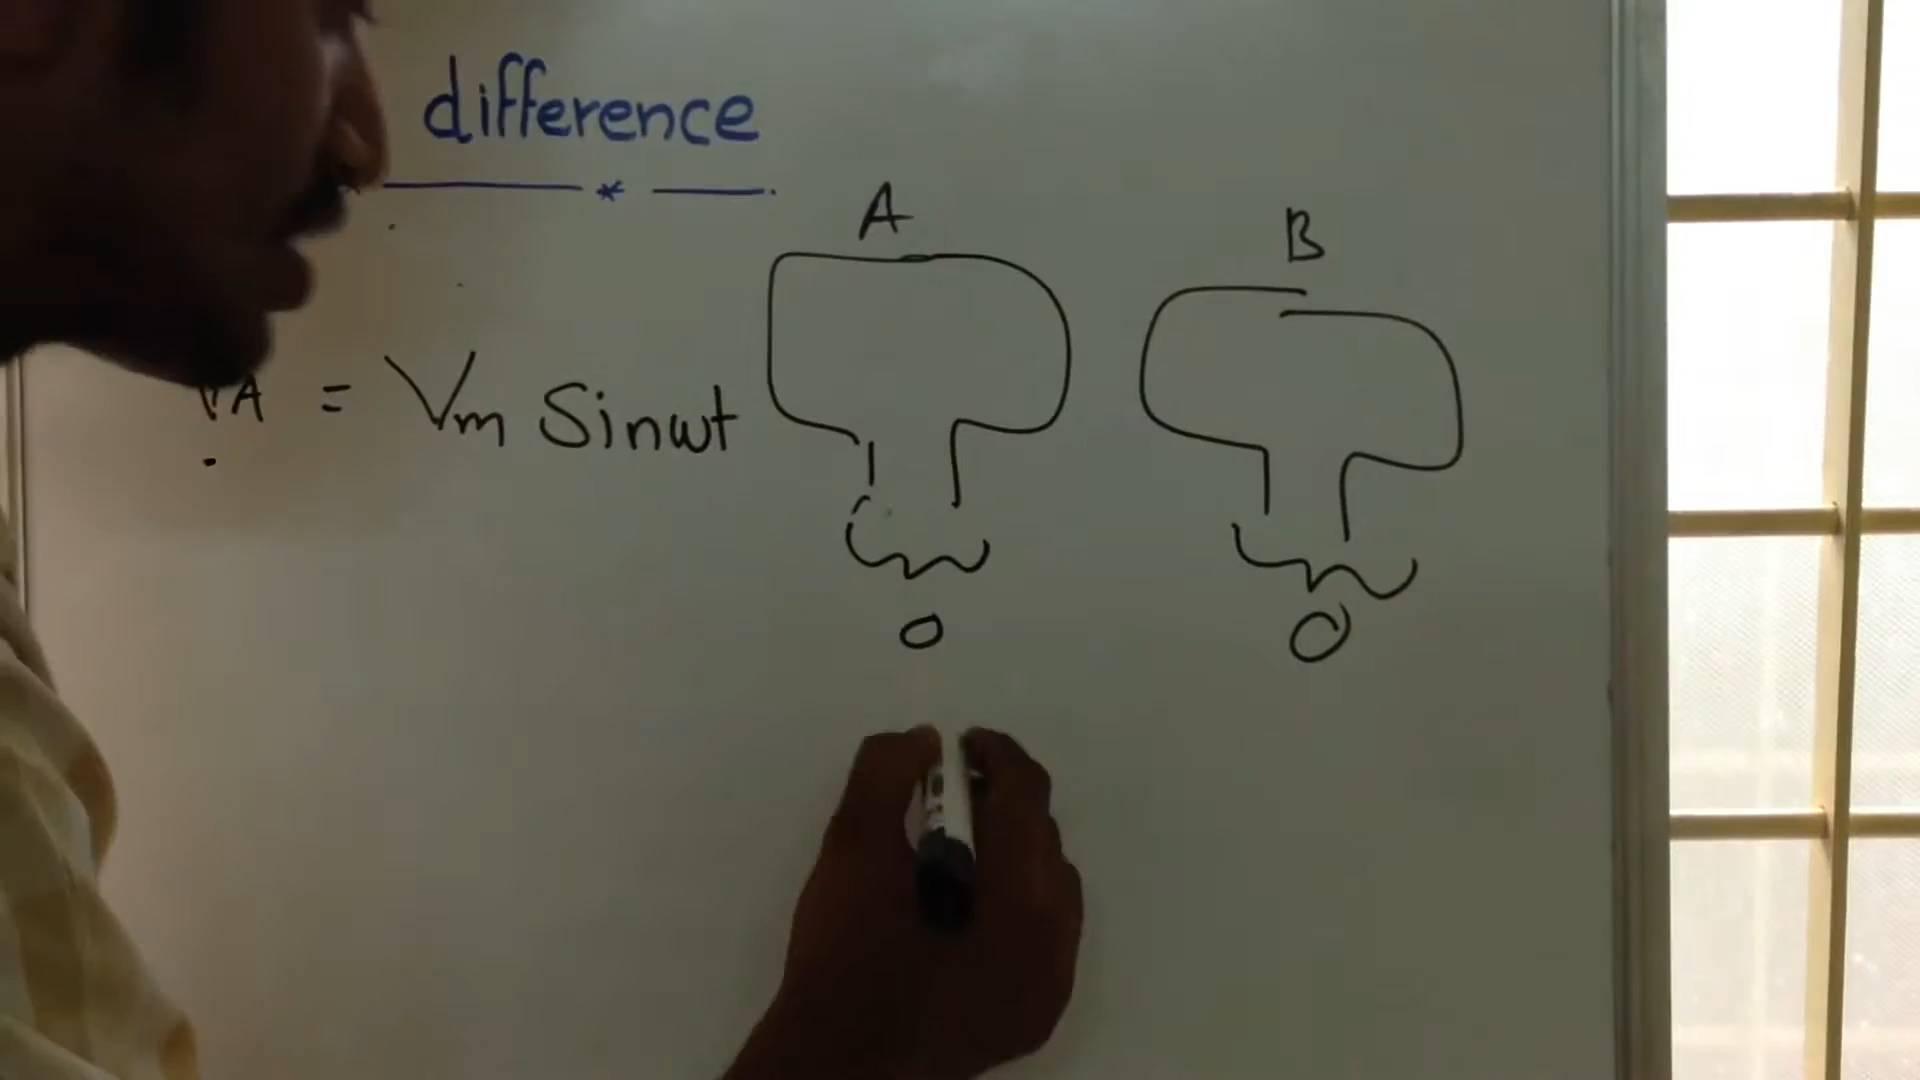 difference
A
B
VA = Vm Sinwt
O
O